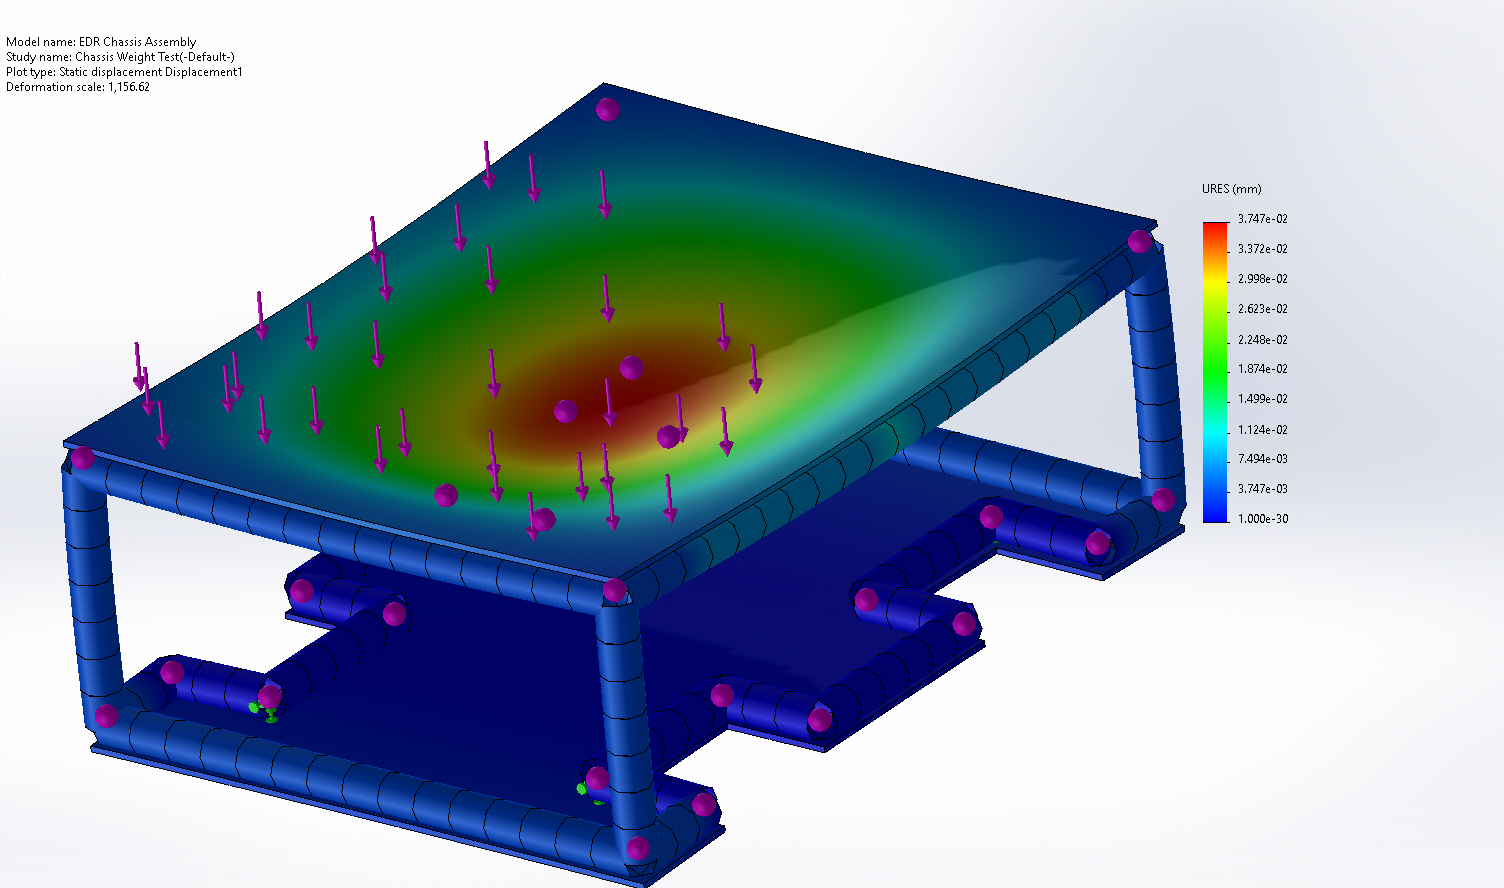 Model name: EDR Chassis Assembly
Study name: Chassis Weight Test(-Default-)
Plot type: Static displacement Displacement1
Deformation scale: 1,156.62
URES (mm)
3.747e-02
3.372e-02
2.998e-02
2.623e-02
2.248e-02
1.874e-02
1.499e-02
1.124e-02
7.494e-03
3.747e-03
1.000e-30